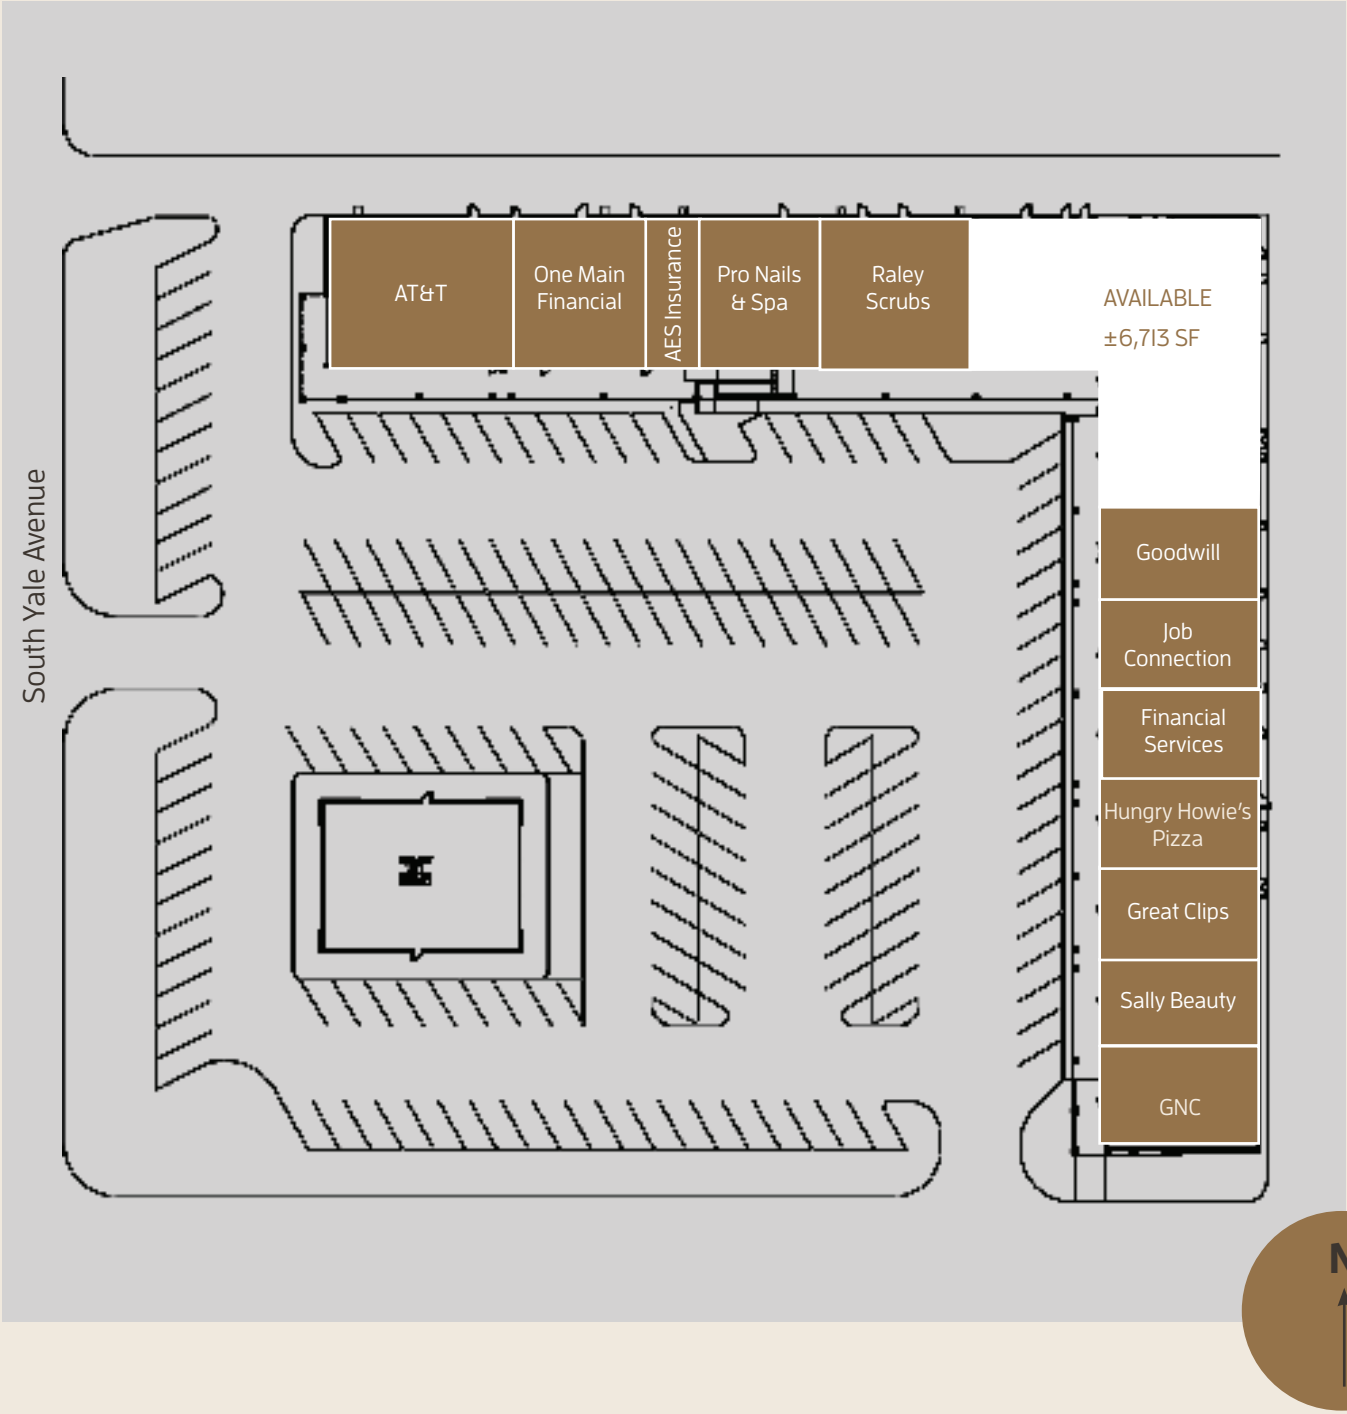 South Yale Avenue
AT&T
One Main
Financial
AES Insurance
Pro Nails
& Spa
Raley
Scrubs
AVAILABLE
±6,713 SF
Goodwill
Job
Connection
Financial
Services
Hungry Howie's
Pizza
Great Clips
Sally Beauty
GNC
N